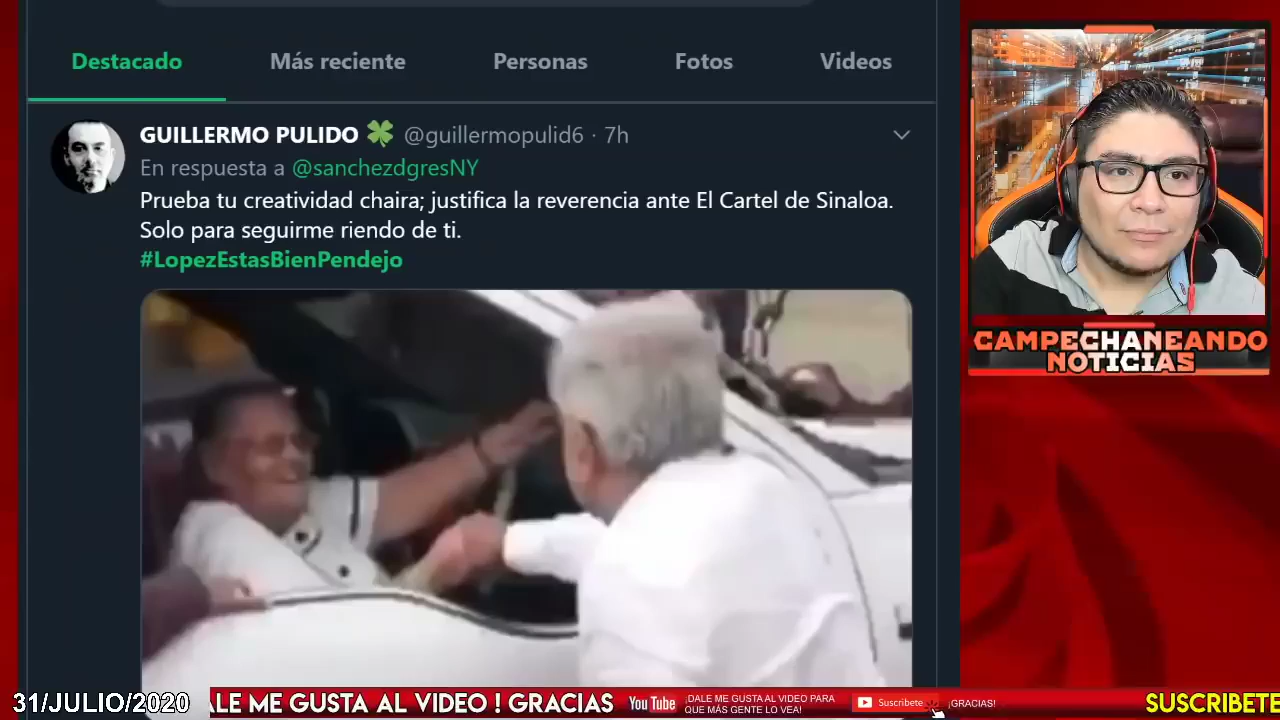 Destacado
Más reciente
Personas
Fotos
Videos
GUILLERMO PULIDO 🍀 @guillermopulid6 · 7h
En respuesta a @sanchezdgresNY
Prueba tu creatividad chaira; justifica la reverencia ante El Cartel de Sinaloa.
Solo para seguirme riendo de ti.
#LopezEstasBienPendejo
CAMPECHANEANDO
NOTICIAS
31/JULIO/2020
ALE ME GUSTA AL VIDEO ! GRACIAS
YouTube
¡DALE ME GUSTA AL VIDEO PARA
QUE MÁS GENTE LO VEA!
Suscribete
¡GRACIAS!
SUSCRIBETE